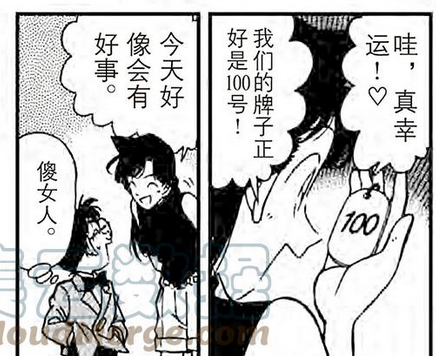 哇，真幸
运！♡
我们的牌子正
好是100号！
100
今天好
像会有
好事。
傻女人。